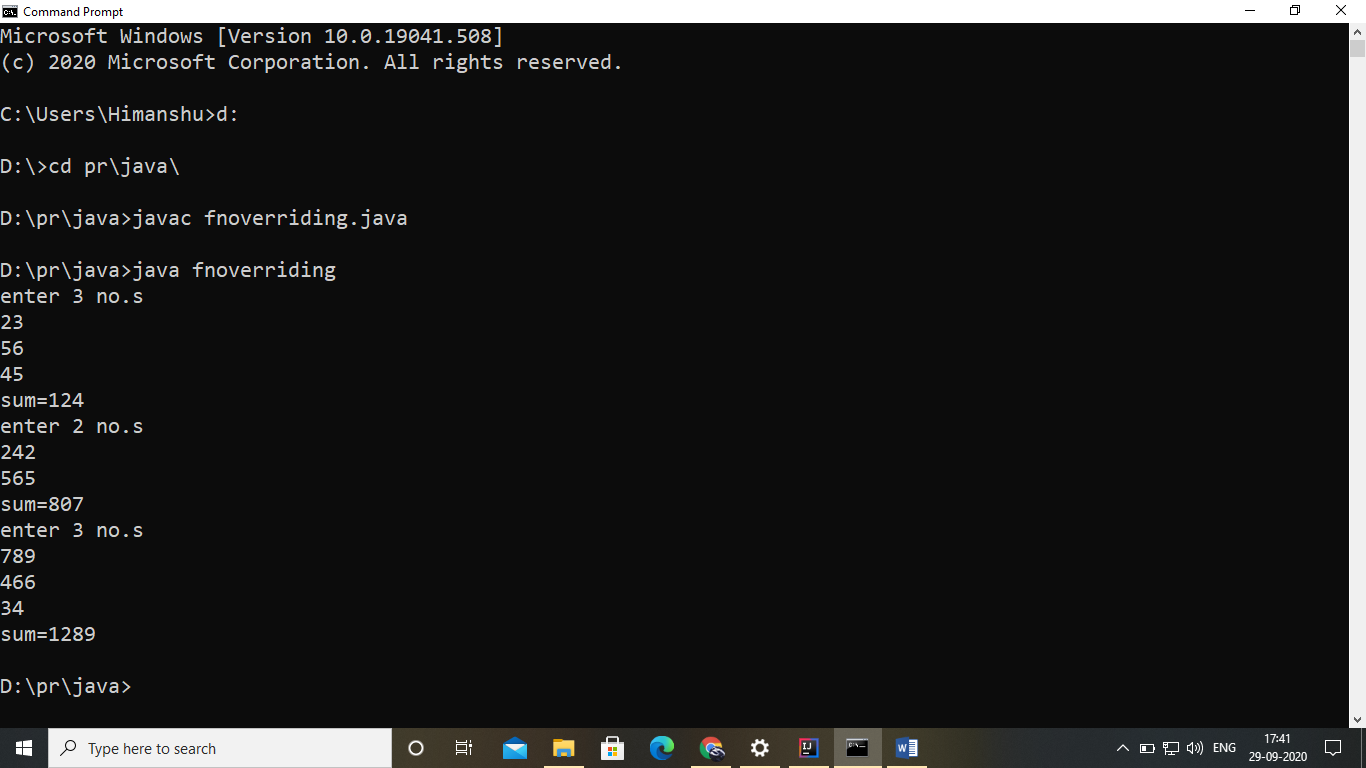 Command Prompt
Microsoft Windows [Version 10.0.19041.508]
(c) 2020 Microsoft Corporation. All rights reserved.
C:\Users\Himanshu>d:
D:\>cd pr\java\
D:\pr\java>javac fnoverriding.java
D:\pr\java>java fnoverriding
enter 3 no.s
23
56
45
sum=124
enter 2 no.s
242
565
sum=807
enter 3 no.s
789
466
34
sum=1289
D:\pr\java>
Type here to search
ENG
17:41
29-09-2020